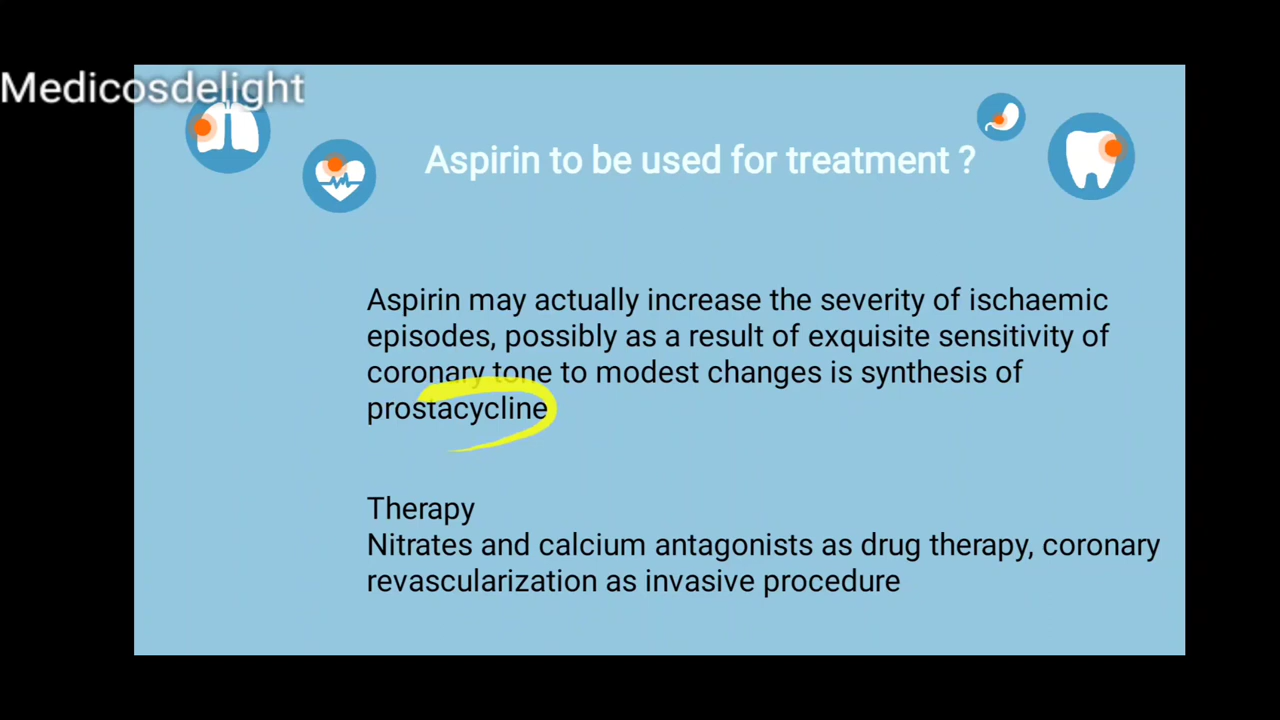 Medicosdelight
Aspirin to be used for treatment ?
Aspirin may actually increase the severity of ischaemic
episodes, possibly as a result of exquisite sensitivity of
coronary tone to modest changes is synthesis of
prostacycline
Therapy
Nitrates and calcium antagonists as drug therapy, coronary
revascularization as invasive procedure